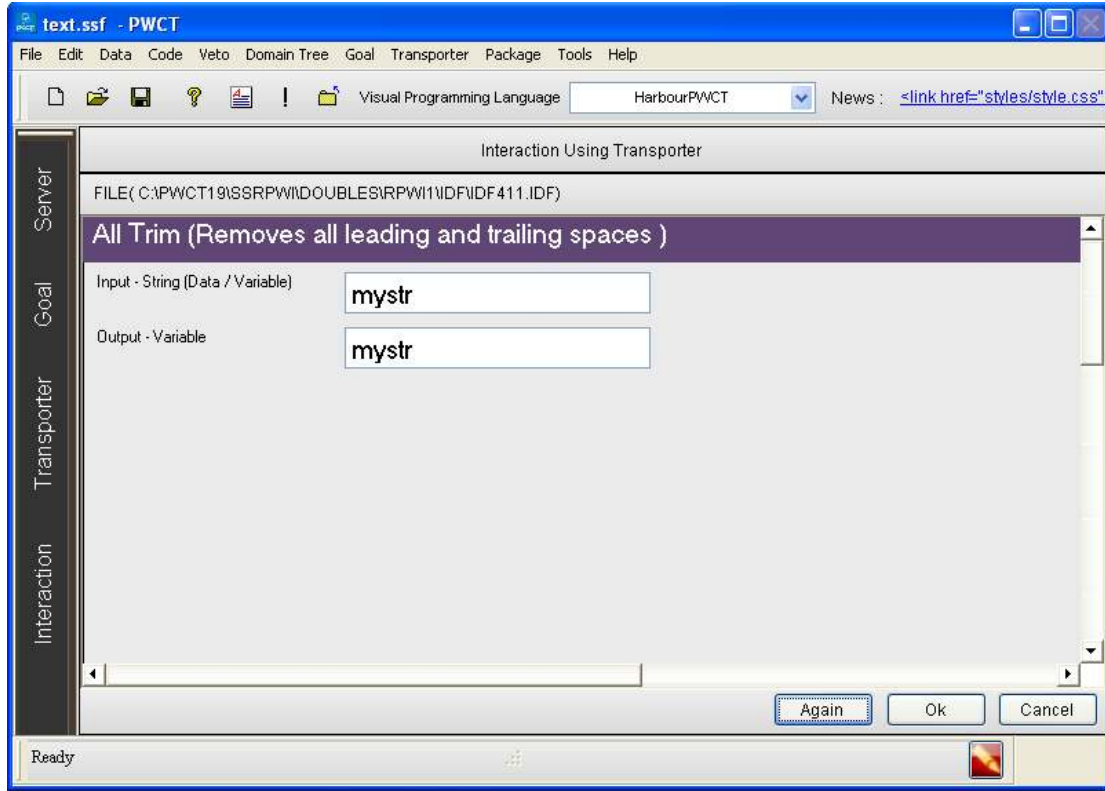 text.ssf - PWCT
File Edit Data Code Veto Domain Tree Goal Transporter Package Tools Help
Visual Programming Language HarbourPWCT News : <link href="styles/style.css"
Interaction Using Transporter
FILE( C:\PWCT19\SSRPWI\DOUBLES\RPWI1\IDF\IDF411.IDF)
All Trim (Removes all leading and trailing spaces )
Input - String (Data / Variable) mystr
Output - Variable mystr
Server
Goal
Transporter
Interaction
Again Ok Cancel
Ready